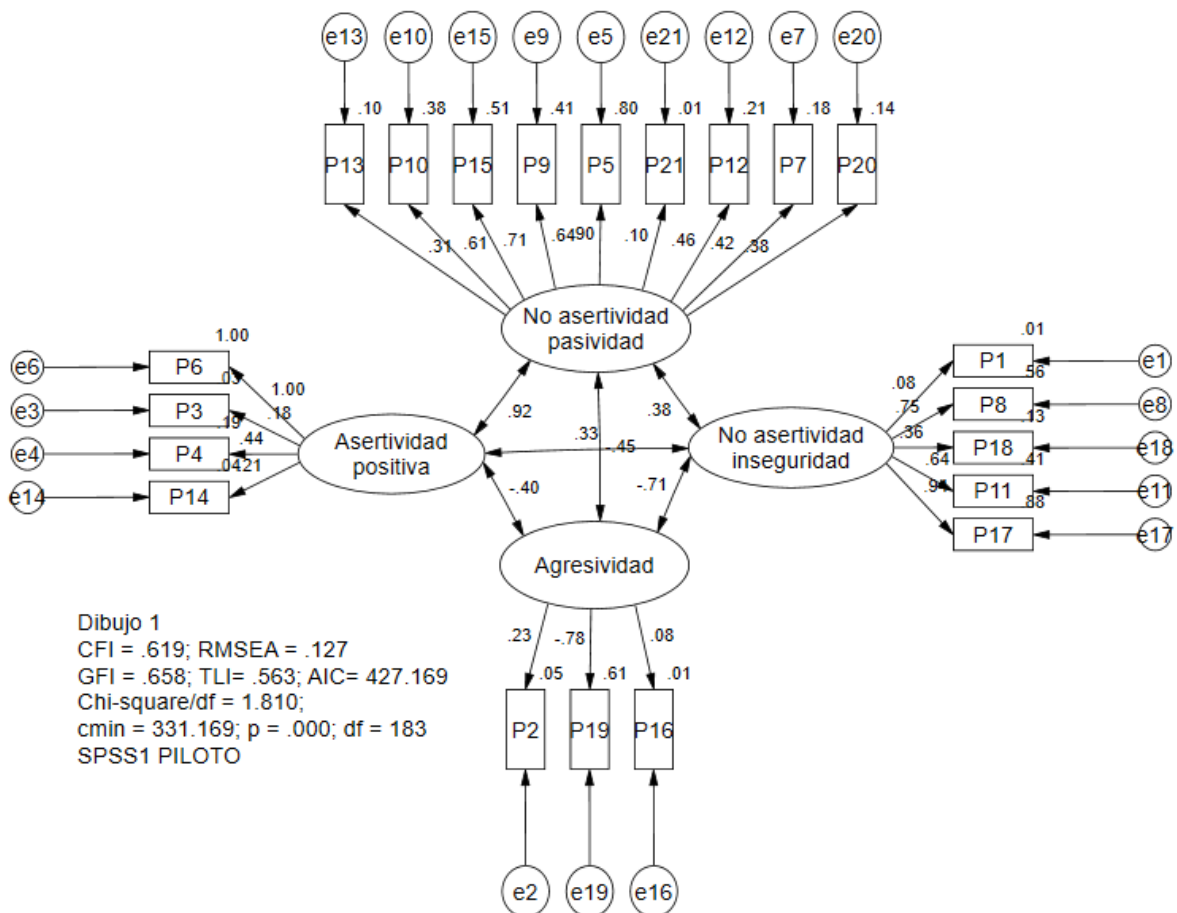 e13 e10 e15 e9 e5 e21 e12 e7 e20
.10 .38 .51 .41 .80 .01 .21 .18 .14
P13 P10 P15 P9 P5 P21 P12 P7 P20
.31 .61 .71 .64 90 .10 .46 .42 .38
No asertividad
pasividad
1.00
e6 P6
1.00
.03
e3 P3
.18
.19
e4 P4
.44
.04 21
e14 P14
Asertividad
positiva
.92
.38
.33
-.45
-.40
-.71
No asertividad
inseguridad
.01
P1 e1
.08
.56
P8 e8
.75
.13
P18 e18
.36
.41
P11 e11
.64
.88
P17 e17
Agresividad
.23 -.78 .08
.05 .61 .01
P2 P19 P16
e2 e19 e16
Dibujo 1
CFI = .619; RMSEA = .127
GFI = .658; TLI= .563; AIC= 427.169
Chi-square/df = 1.810;
cmin = 331.169; p = .000; df = 183
SPSS1 PILOTO